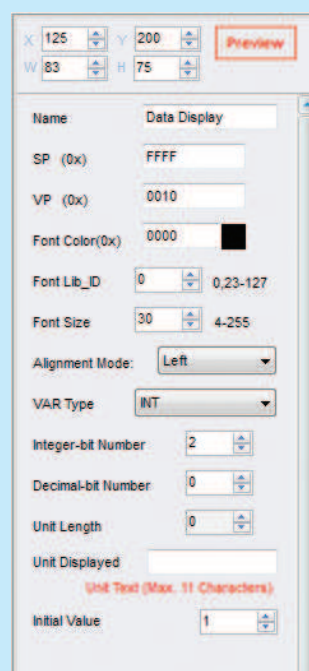 X 125 Y 200 Preview
W 83 H 75
Name Data Display
SP (0x) FFFF
VP (0x) 0010
Font Color(0x) 0000
Font Lib_ID 0 0,23-127
Font Size 30 4-255
Alignment Mode: Left
VAR Type INT
Integer-bit Number 2
Decimal-bit Number 0
Unit Length 0
Unit Displayed
Unit Text (Max. 11 Characters)
Initial Value 1